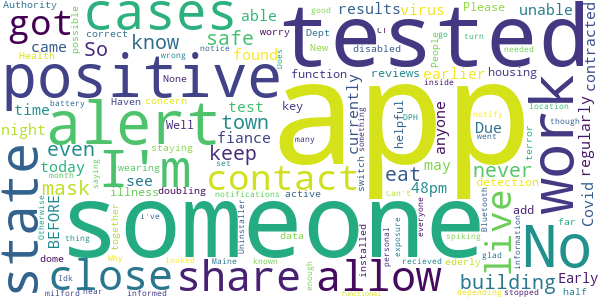 got cases safe results virus Please Authority
So able possible unable good correct
came know found worry Dept disabled
wrong Health tested contracted
positive None function New People ago turn needed
earlier reviews housing notice does inside
time Haven battery concern key
alert test town Well currently something DPH
night fiance anyone Due notify location
even I'm staying many switch helpful though went
today keep eat may never
mask see contact 48pm terror regularly
state saying month wearing illness doubling set active Can't
someone detection work Covid
BEFORE Otherwise together notifications I've
app live add far
thing Why data Uninstaller installed personal exposure everyone Bluetooth information No
close share allow building Early
dome looked known Maine enough recieved spiking ederly glad
Idk near milford informed functional depending stopped half